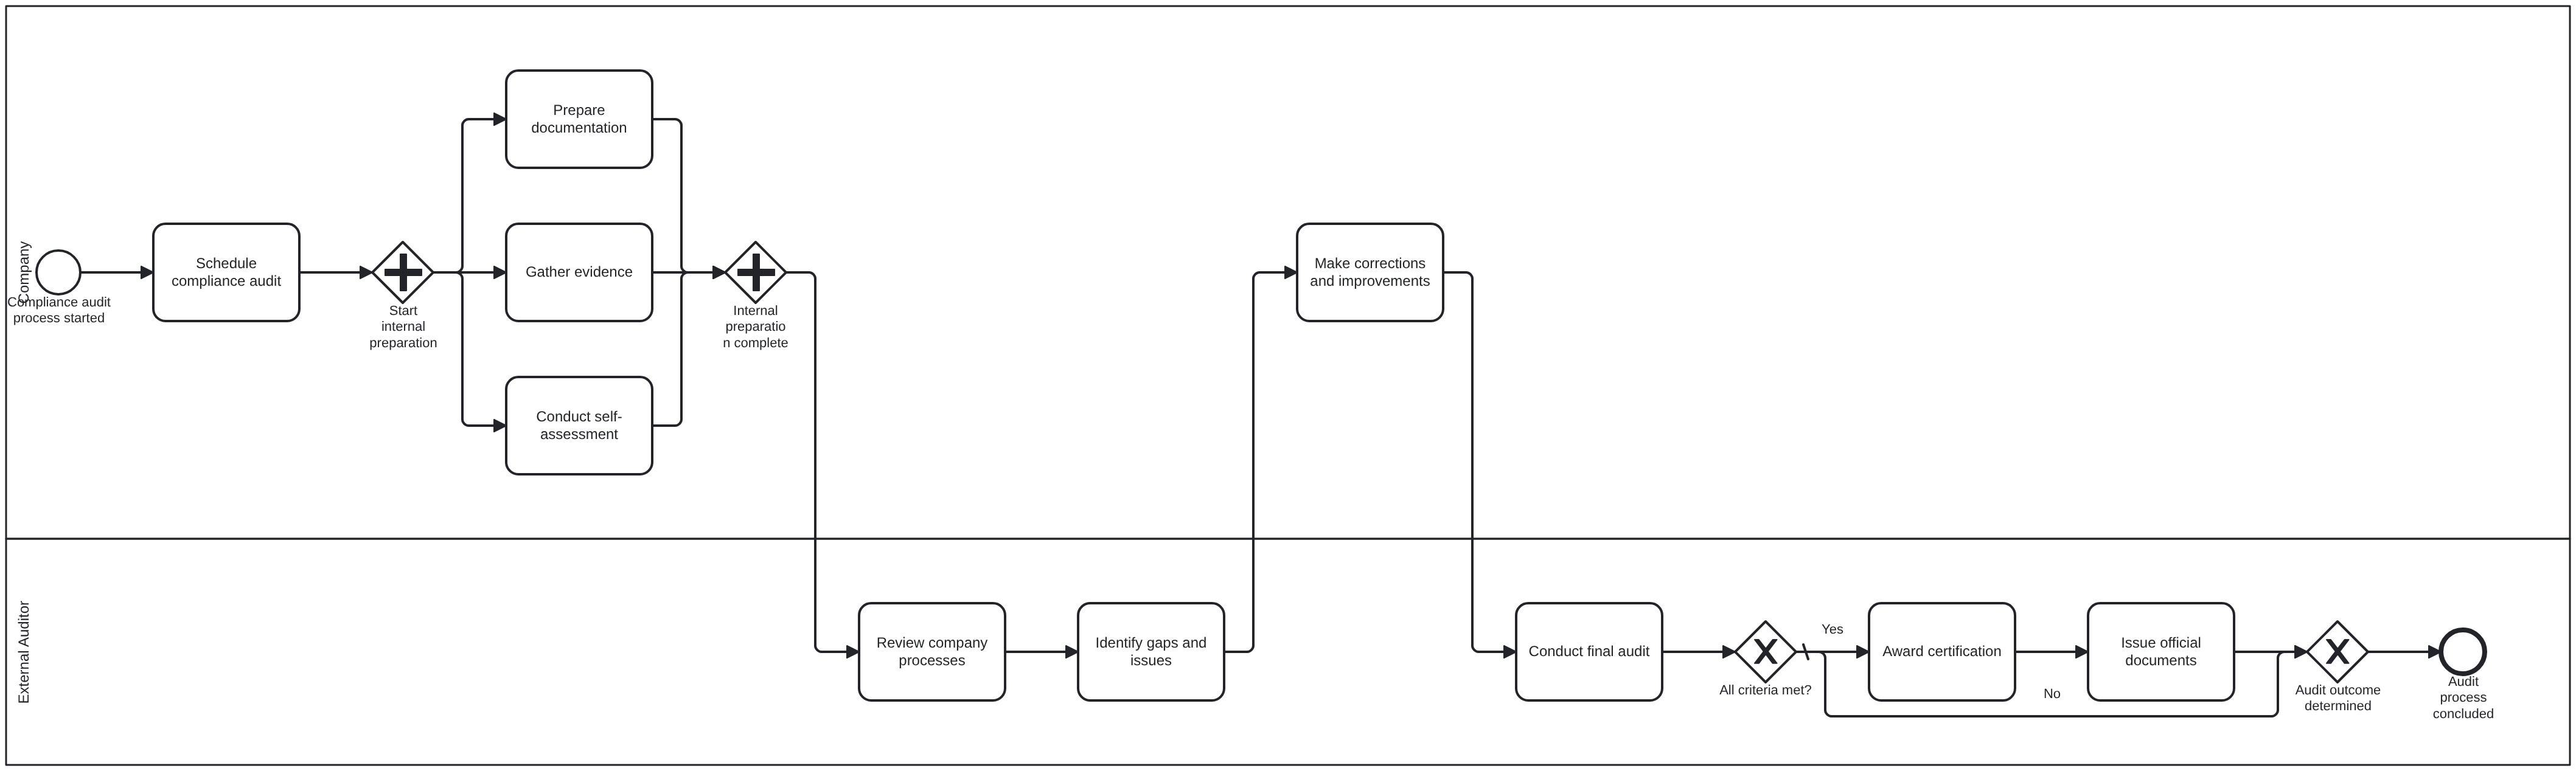 Company
Compliance audit
process started
Schedule
compliance audit
Start
internal
preparation
Prepare
documentation
Gather evidence
Conduct self-
assessment
Internal
preparatio
n complete
Make corrections
and improvements
External Auditor
Review company
processes
Identify gaps and
issues
Conduct final audit
All criteria met?
Yes
No
Award certification
Issue official
documents
Audit outcome
determined
Audit
process
concluded